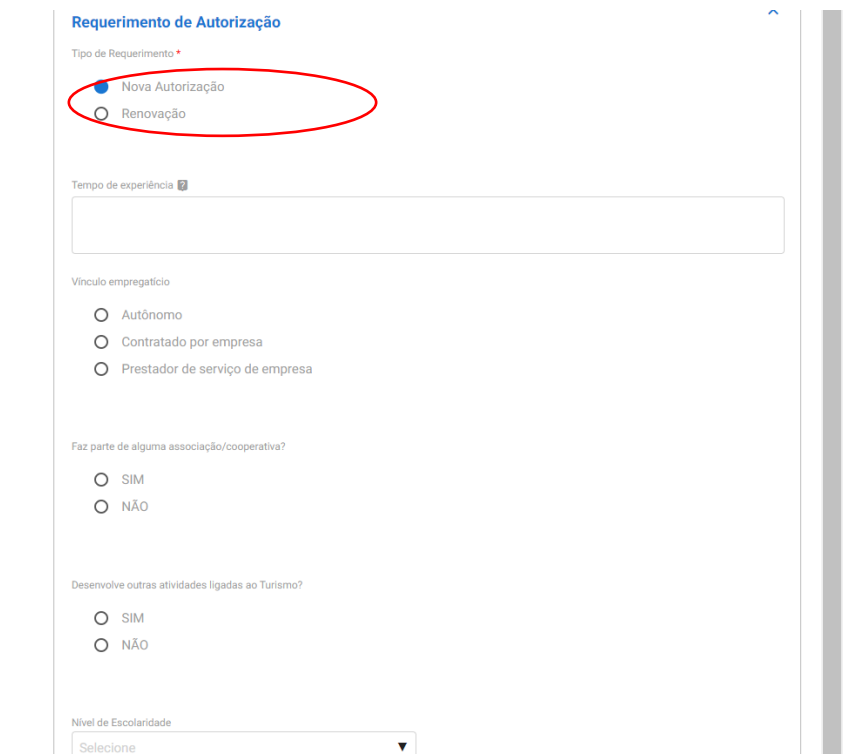 Requerimento de Autorização
Tipo de Requerimento *
Nova Autorização
Renovação
Tempo de experiência ?
Vínculo empregatício
Autônomo
Contratado por empresa
Prestador de serviço de empresa
Faz parte de alguma associação/cooperativa?
SIM
NÃO
Desenvolve outras atividades ligadas ao Turismo?
SIM
NÃO
Nível de Escolaridade
Selecione